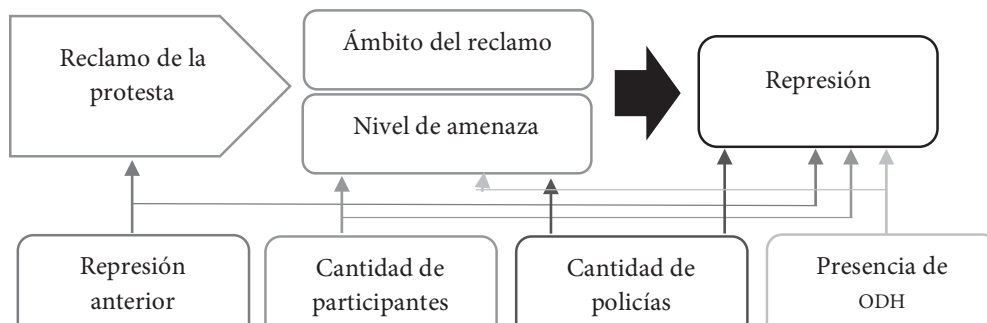 Reclamo de la
protesta
Ámbito del reclamo
Nivel de amenaza
Represión
Represión
anterior
Cantidad de
participantes
Cantidad de
policías
Presencia de
ODH